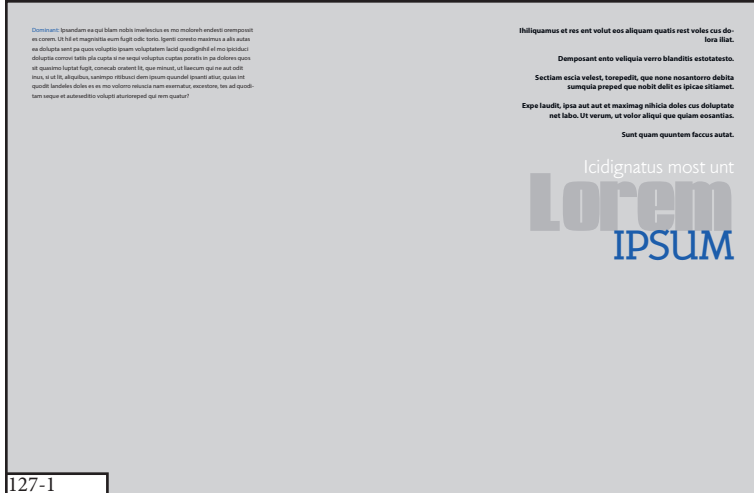 Dominant: Ipsandam ea qui blam nobis invelescius es mo moloreh endesti orempossit
es corem. Ut hil et magnisitia eum fugit odic torio. Igenti coresto maximus a alis autas
ea dolupta sent pa quos voluptio ipsum voluptatem lacid quodignihil el mo ipiciduci
doluptia corrovi tatiis pla cupta si ne sequi voluptus cuptas poratis in pa dolores quos
sit quasimo luptat fugit, conecab oratent lit, que minust, ut liaecum qui ne aut odit
inus, si ut lit, aliquibus, sanimpo ritibusci dem ipsum quundel ipsanti atiur, quias int
quodit landeles doles es es mo volorro reiuscia nam exernatur, excestore, tes ad quodi-
tam seque et auteseditio volupti aturioreped qui rem quatur?
Ihiliquamus et res ent volut eos aliquam quatis rest voles cus do-
lora iliat.
Demposant ento veliquia verro blanditis estotatesto.
Sectiam escia velest, torepedit, que none nosantorro debita
sumquia preped que nobit delit es ipicae sitiamet.
Expe laudit, ipsa aut aut et maximag nihicia doles cus doluptate
net labo. Ut verum, ut volor aliqui que quiam eosantias.
Sunt quam quuntem faccus autat.
Icidignatus most unt
Lorem
IPSUM
127-1